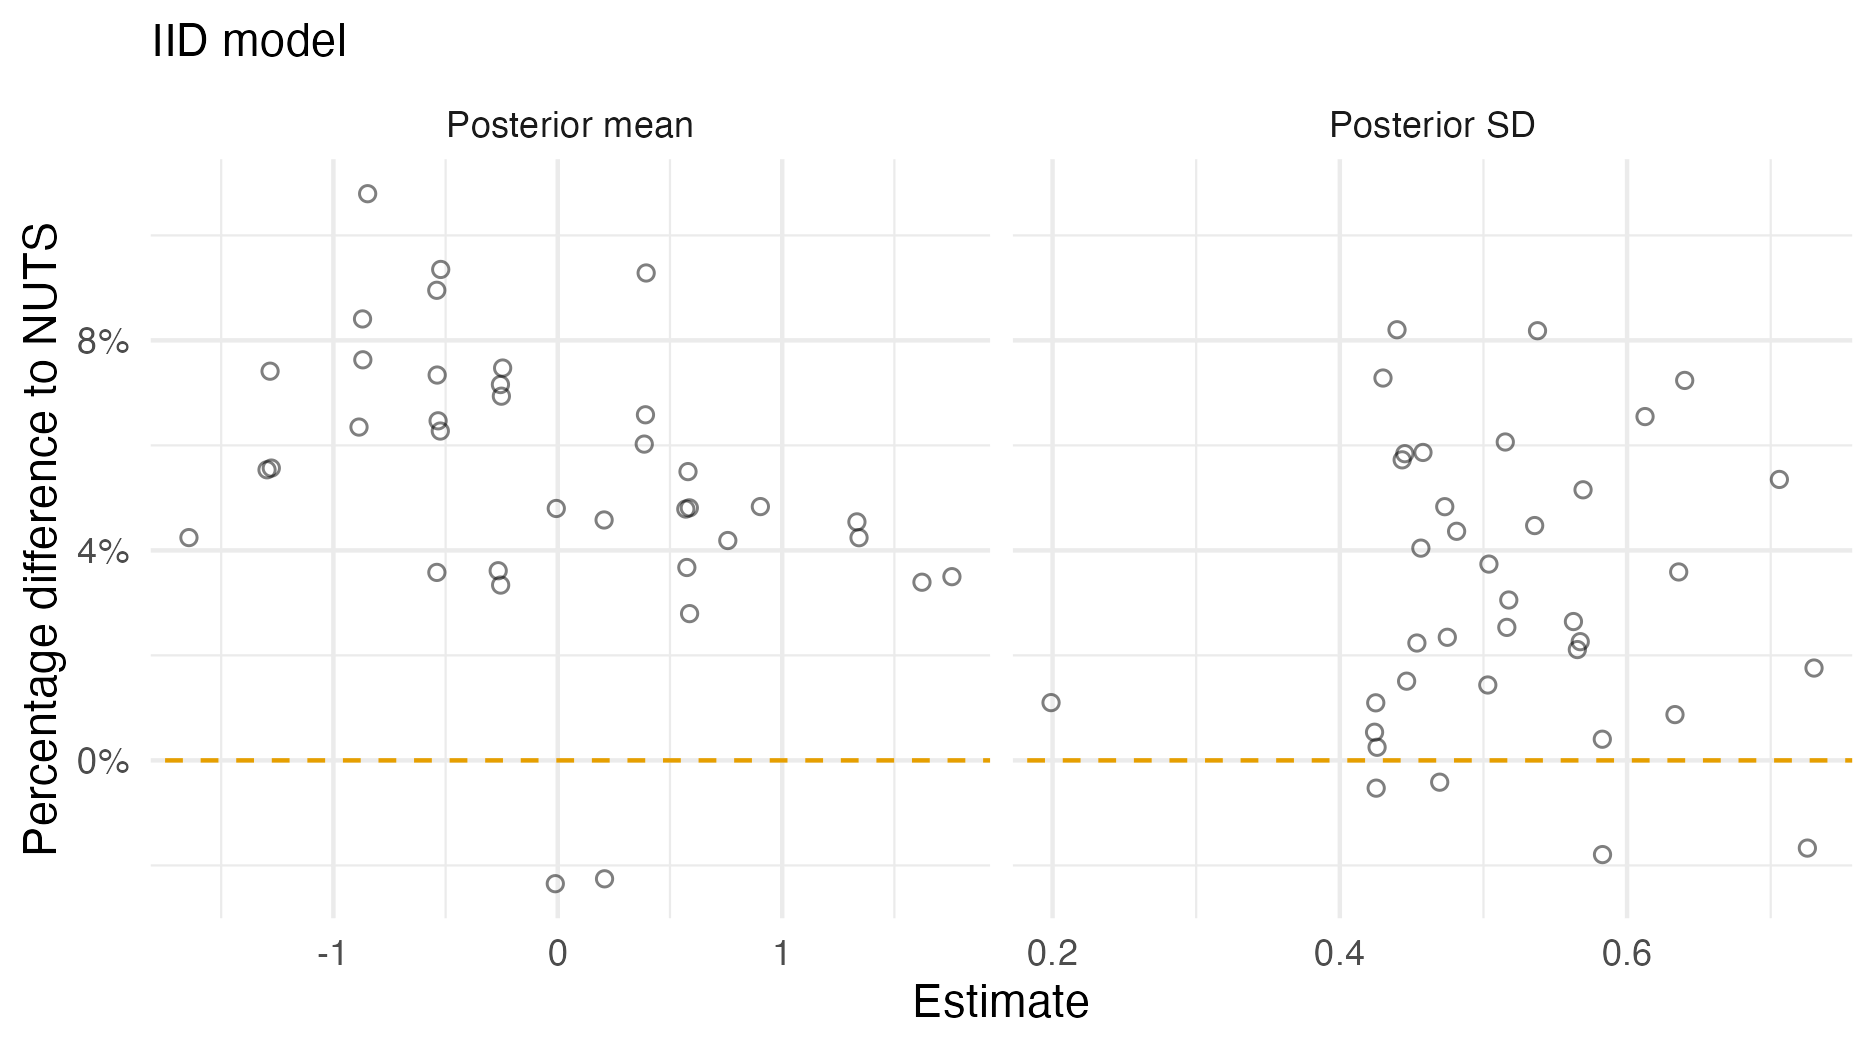 IID model
Posterior mean
Posterior SD
Percentage difference to NUTS
8%
4%
0%
-1
0
1
0.2
0.4
0.6
Estimate